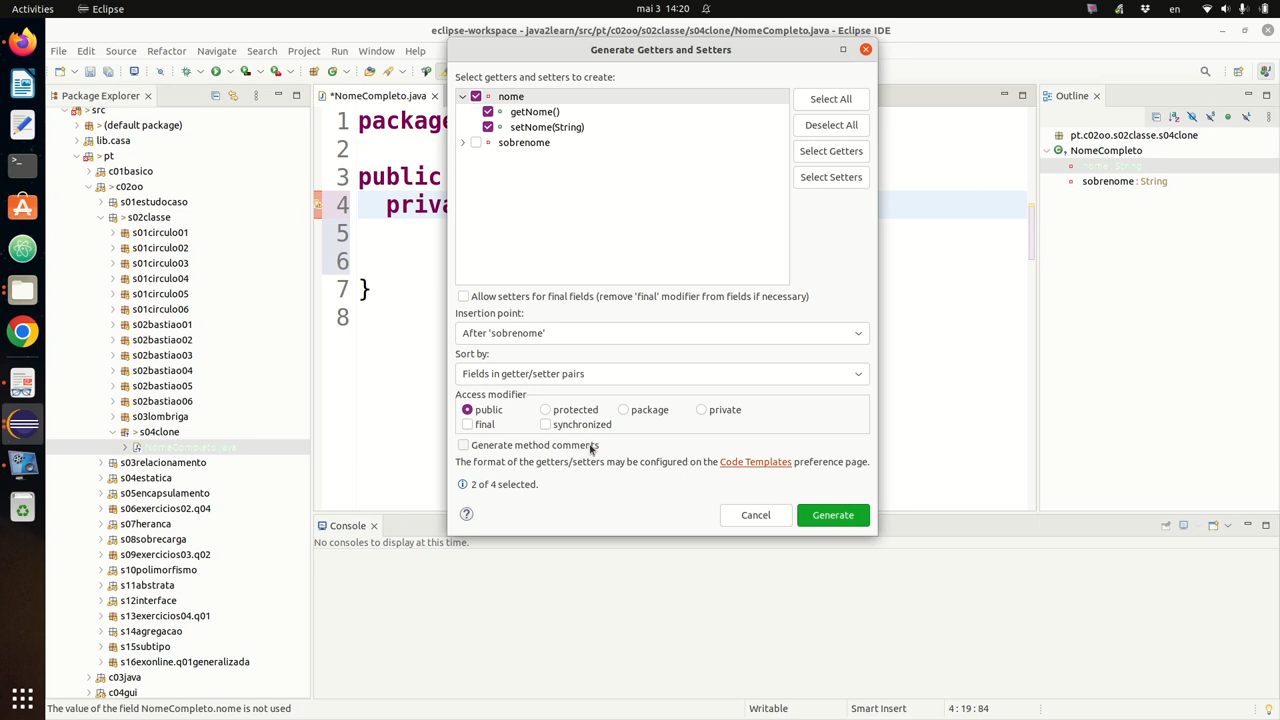 Activities
mai 3 14:20
en
eclipse-workspace - java2learn/src/pt/c02oo/s02classe/s04clone/NomeCompleto.java - Eclipse IDE
File Edit Source Refactor Navigate Search Project Run Window Help
Generate Getters and Setters
Package Explorer
> src
> (default package)
lib.casa
> pt
c01basico
> c02oo
s01estudocaso
> s02classe
s01circulo01
s01circulo02
s01circulo03
s01circulo04
s01circulo05
s01circulo06
s02bastiao01
s02bastiao02
s02bastiao03
s02bastiao04
s02bastiao05
s02bastiao06
s03lombriga
> s04clone
> NomeCompleto.java
s03relacionamento
s04estatica
s05encapsulamento
s06exercicios02.q04
s07heranca
s08sobrecarga
s09exercicios03.q02
s10polimorfismo
s11abstrata
s12interface
s13exercicios04.q01
s14agregacao
s15subtipo
s16exonline.q01generalizada
c03java
c04gui
*NomeCompleto.java
1 package
2
3 public
4 priva
5
6
7 }
8
Select getters and setters to create:
nome
getNome()
setNome(String)
sobrenome
Select All
Deselect All
Select Getters
Select Setters
Allow setters for final fields (remove 'final' modifier from fields if necessary)
Insertion point:
After 'sobrenome'
Sort by:
Fields in getter/setter pairs
Access modifier
public protected package private
final synchronized
Generate method comments
The format of the getters/setters may be configured on the Code Templates preference page.
2 of 4 selected.
Cancel Generate
Outline
pt.c02oo.s02classe.s04clone
NomeCompleto
nome : String
sobrenome : String
Console
No consoles to display at this time.
The value of the field NomeCompleto.nome is not used
Writable
Smart Insert
4 : 19 : 84